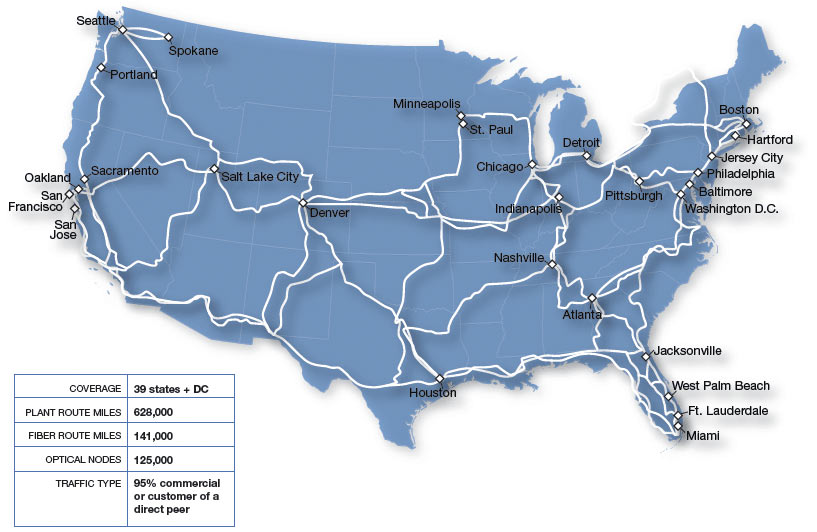 Seattle
Spokane
Portland
Minneapolis
St. Paul
Boston
Hartford
Detroit
Jersey City
Chicago
Philadelphia
Oakland
Sacramento
Salt Lake City
Pittsburgh
Baltimore
San
Francisco
Denver
Indianapolis
Washington D.C.
San
Jose
Nashville
Atlanta
Jacksonville
Houston
West Palm Beach
Ft. Lauderdale
Miami
COVERAGE 39 states + DC
PLANT ROUTE MILES 628,000
FIBER ROUTE MILES 141,000
OPTICAL NODES 125,000
TRAFFIC TYPE 95% commercial
or customer of a
direct peer